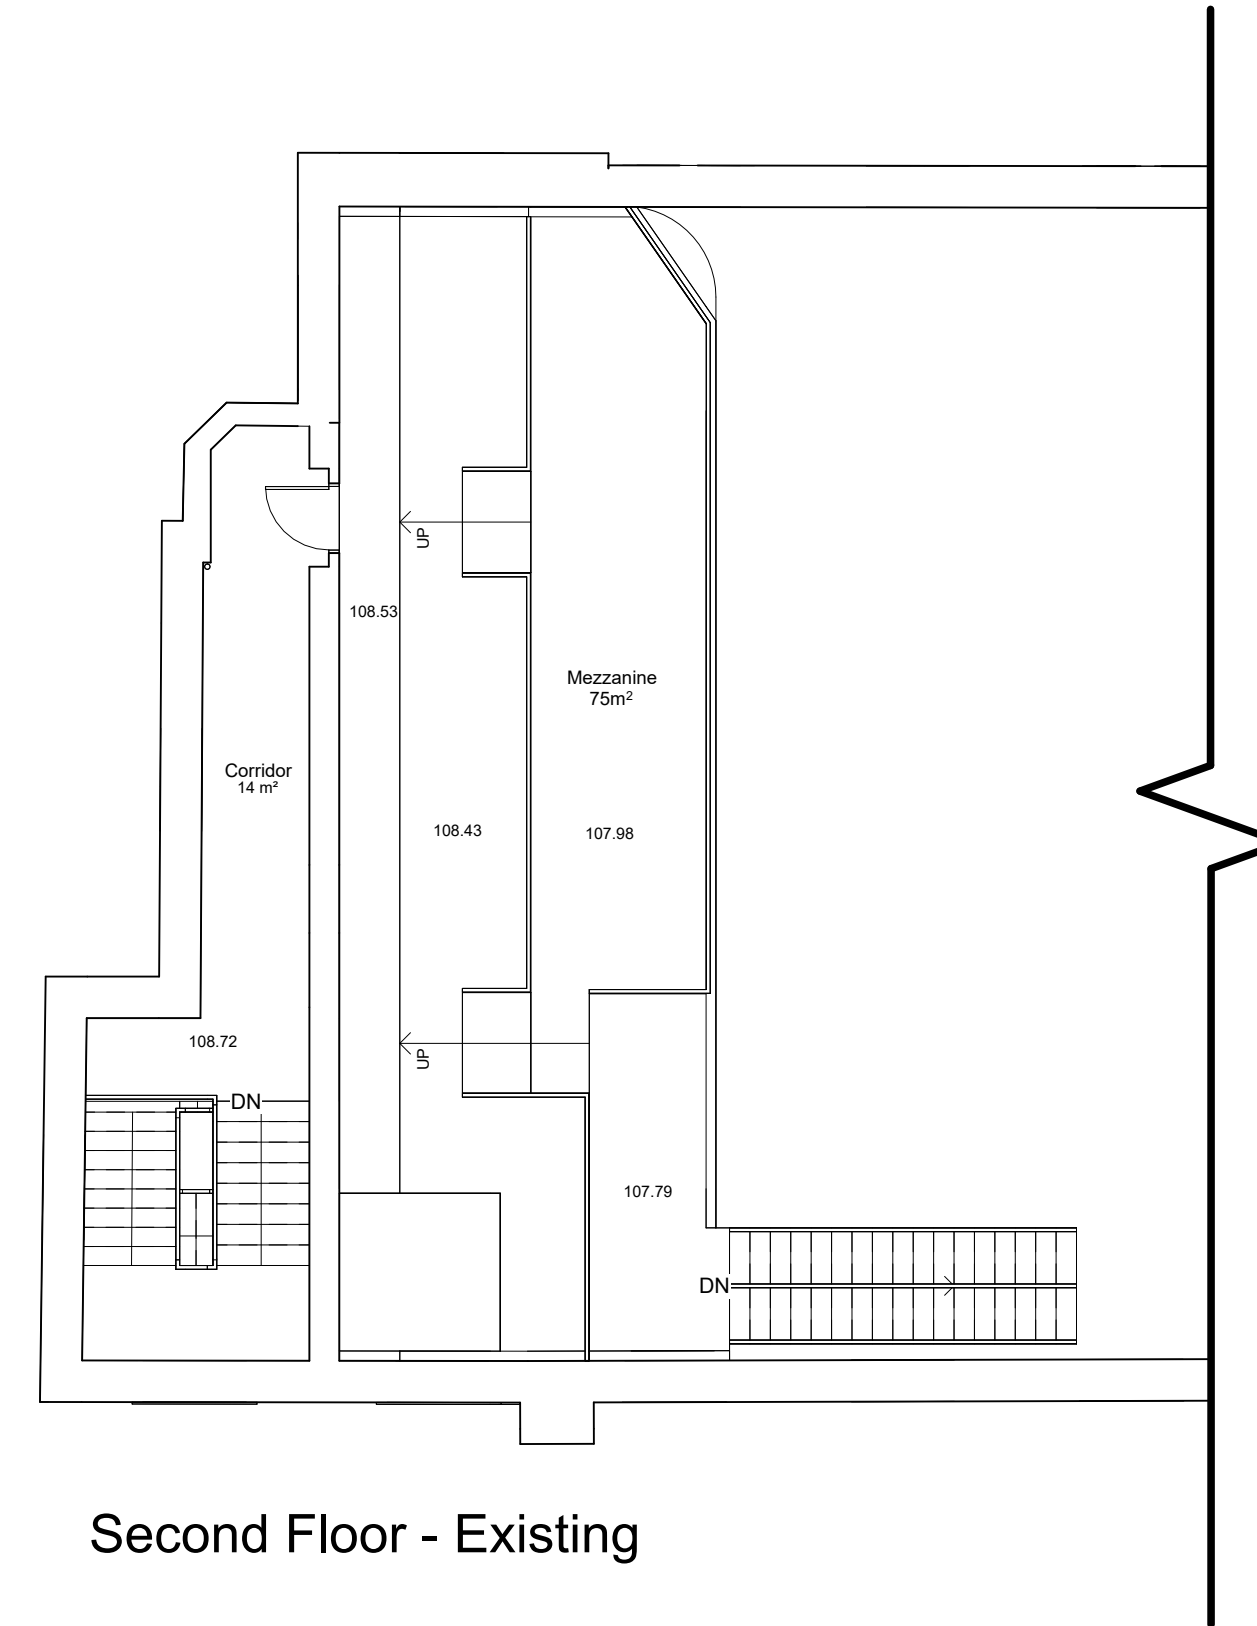 UP
108.53
Mezzanine
75m²
Corridor
14 m²
108.43
107.98
108.72
UP
DN
107.79
DN
Second Floor - Existing